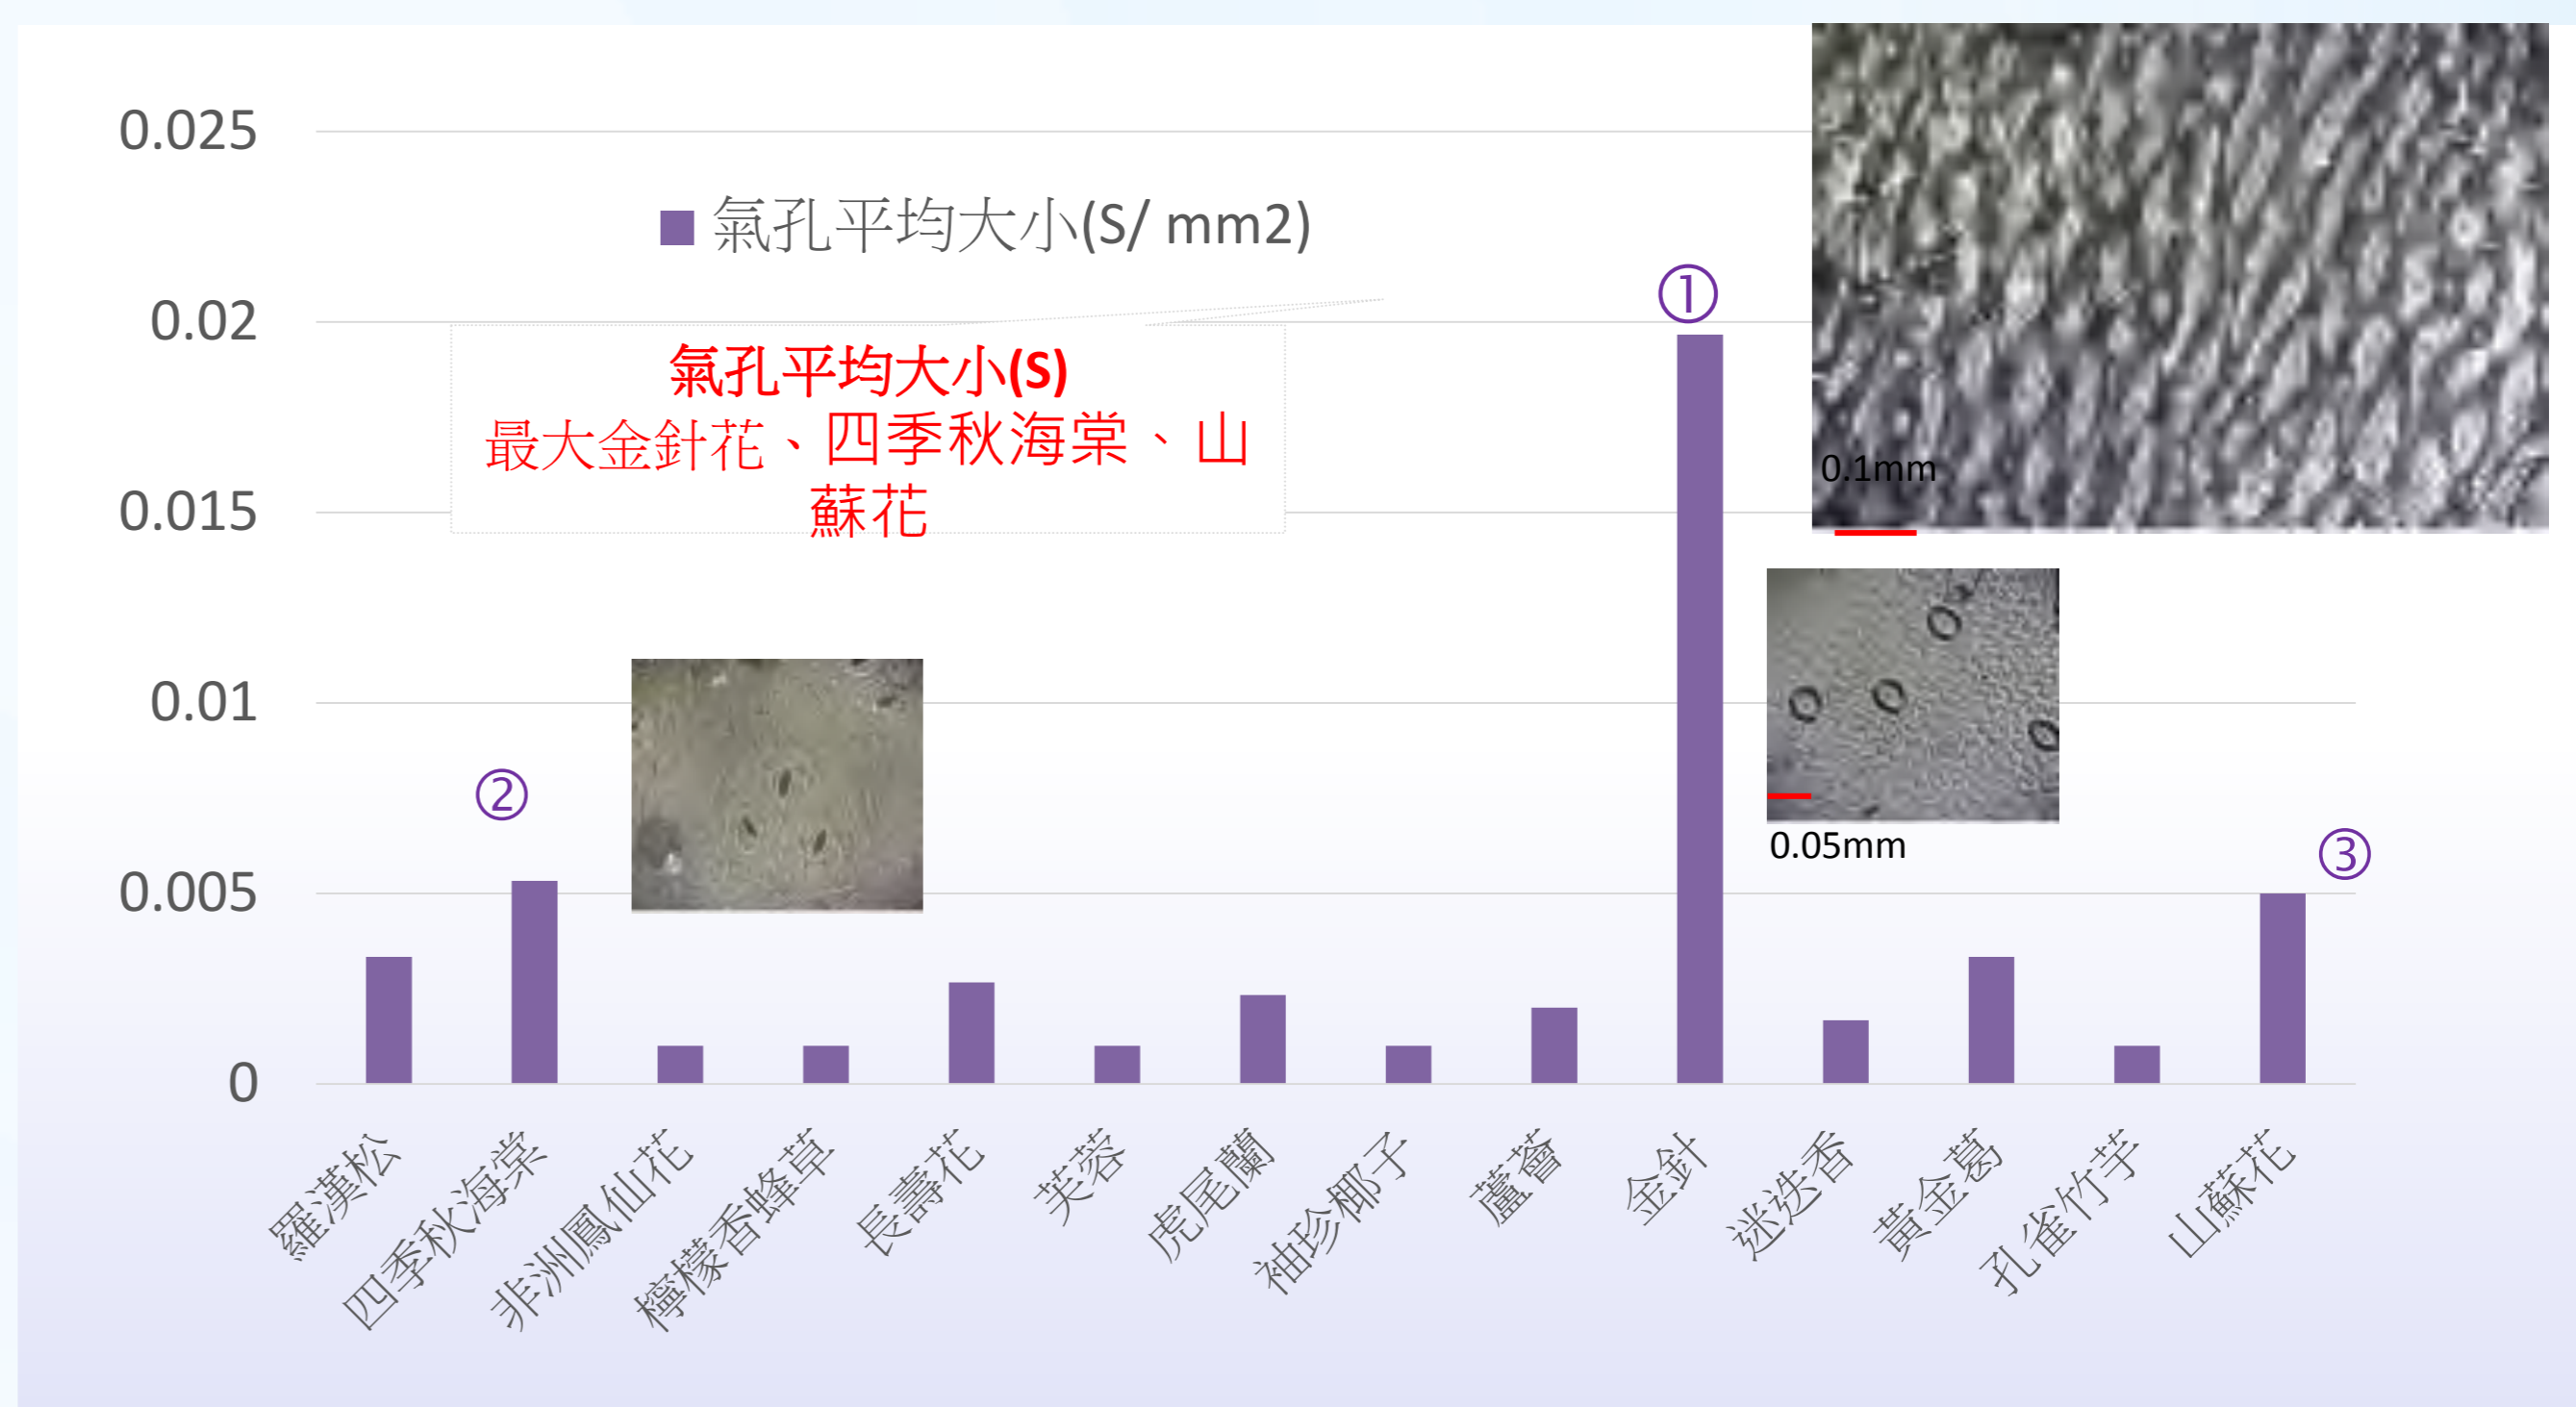 0.025
0.02
0.015
0.01
0.005
0
氣孔平均大小(S/ mm2)
氣孔平均大小(S)
最大金針花、四季秋海棠、山
蘇花
①
②
③
0.1mm
0.05mm
羅漢松
四季秋海棠
非洲鳳仙花
檸檬香蜂草
長壽花
芙蓉
虎尾蘭
袖珍椰子
蘆薈
金針
迷迭香
黃金葛
孔雀竹芋
山蘇花